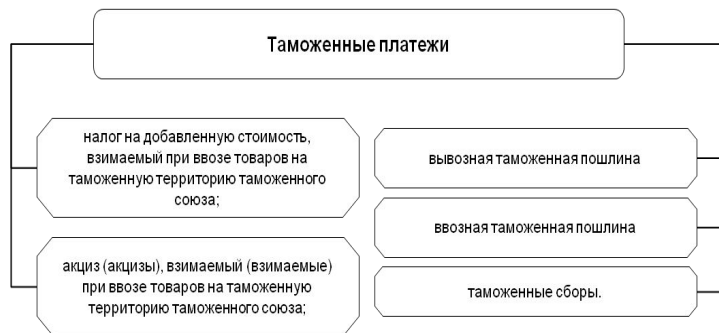 Таможенные платежи
налог на добавленную стоимость,
взимаемый при ввозе товаров на
таможенную территорию таможенного
союза;
акциз (акцизы), взимаемый (взимаемые)
при ввозе товаров на таможенную
территорию таможенного союза;
вывозная таможенная пошлина
ввозная таможенная пошлина
таможенные сборы.